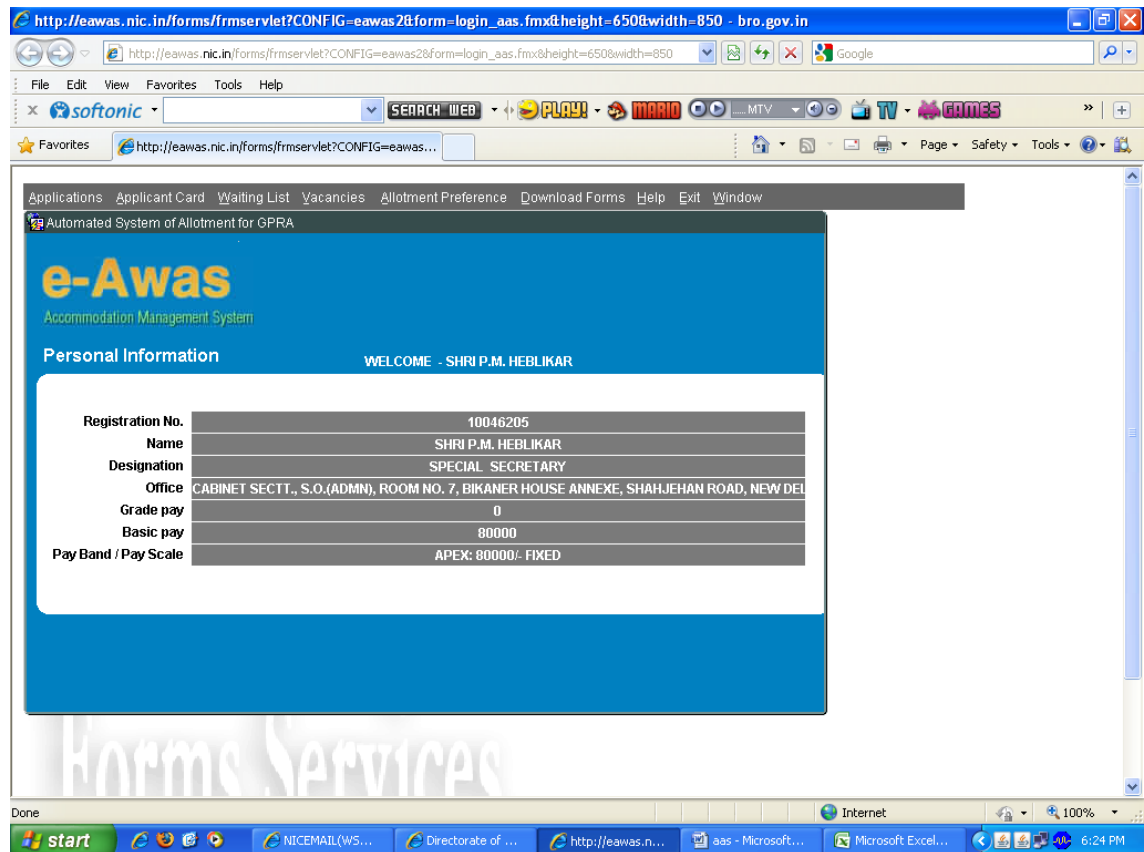 http://eawas.nic.in/forms/frmservlet?CONFIG=eawas2&form=login_aas.fmx&height=650&width=850 - bro.gov.in
http://eawas.nic.in/forms/frmservlet?CONFIG=eawas2&form=login_aas.fmx&height=650&width=850 Google
File Edit View Favorites Tools Help
x softonic SEARCH WEB PLAY! MARIO ....MTV TV GAMES »
Favorites http://eawas.nic.in/forms/frmservlet?CONFIG=eawas... Page Safety Tools
Applications Applicant Card Waiting List Vacancies Allotment Preference Download Forms Help Exit Window
Automated System of Allotment for GPRA
e-Awas
Accommodation Management System
Personal Information WELCOME - SHRI P.M. HEBLIKAR
Registration No. 10046205
Name SHRI P.M. HEBLIKAR
Designation SPECIAL SECRETARY
Office CABINET SECTT., S.O.(ADMN), ROOM NO. 7, BIKANER HOUSE ANNEXE, SHAHJEHAN ROAD, NEW DEL
Grade pay 0
Basic pay 80000
Pay Band / Pay Scale APEX: 80000/- FIXED
Forms Services
Done Internet 100%
start NICEMAIL(WS... Directorate of ... http://eawas.n... aas - Microsoft... Microsoft Excel... 6:24 PM